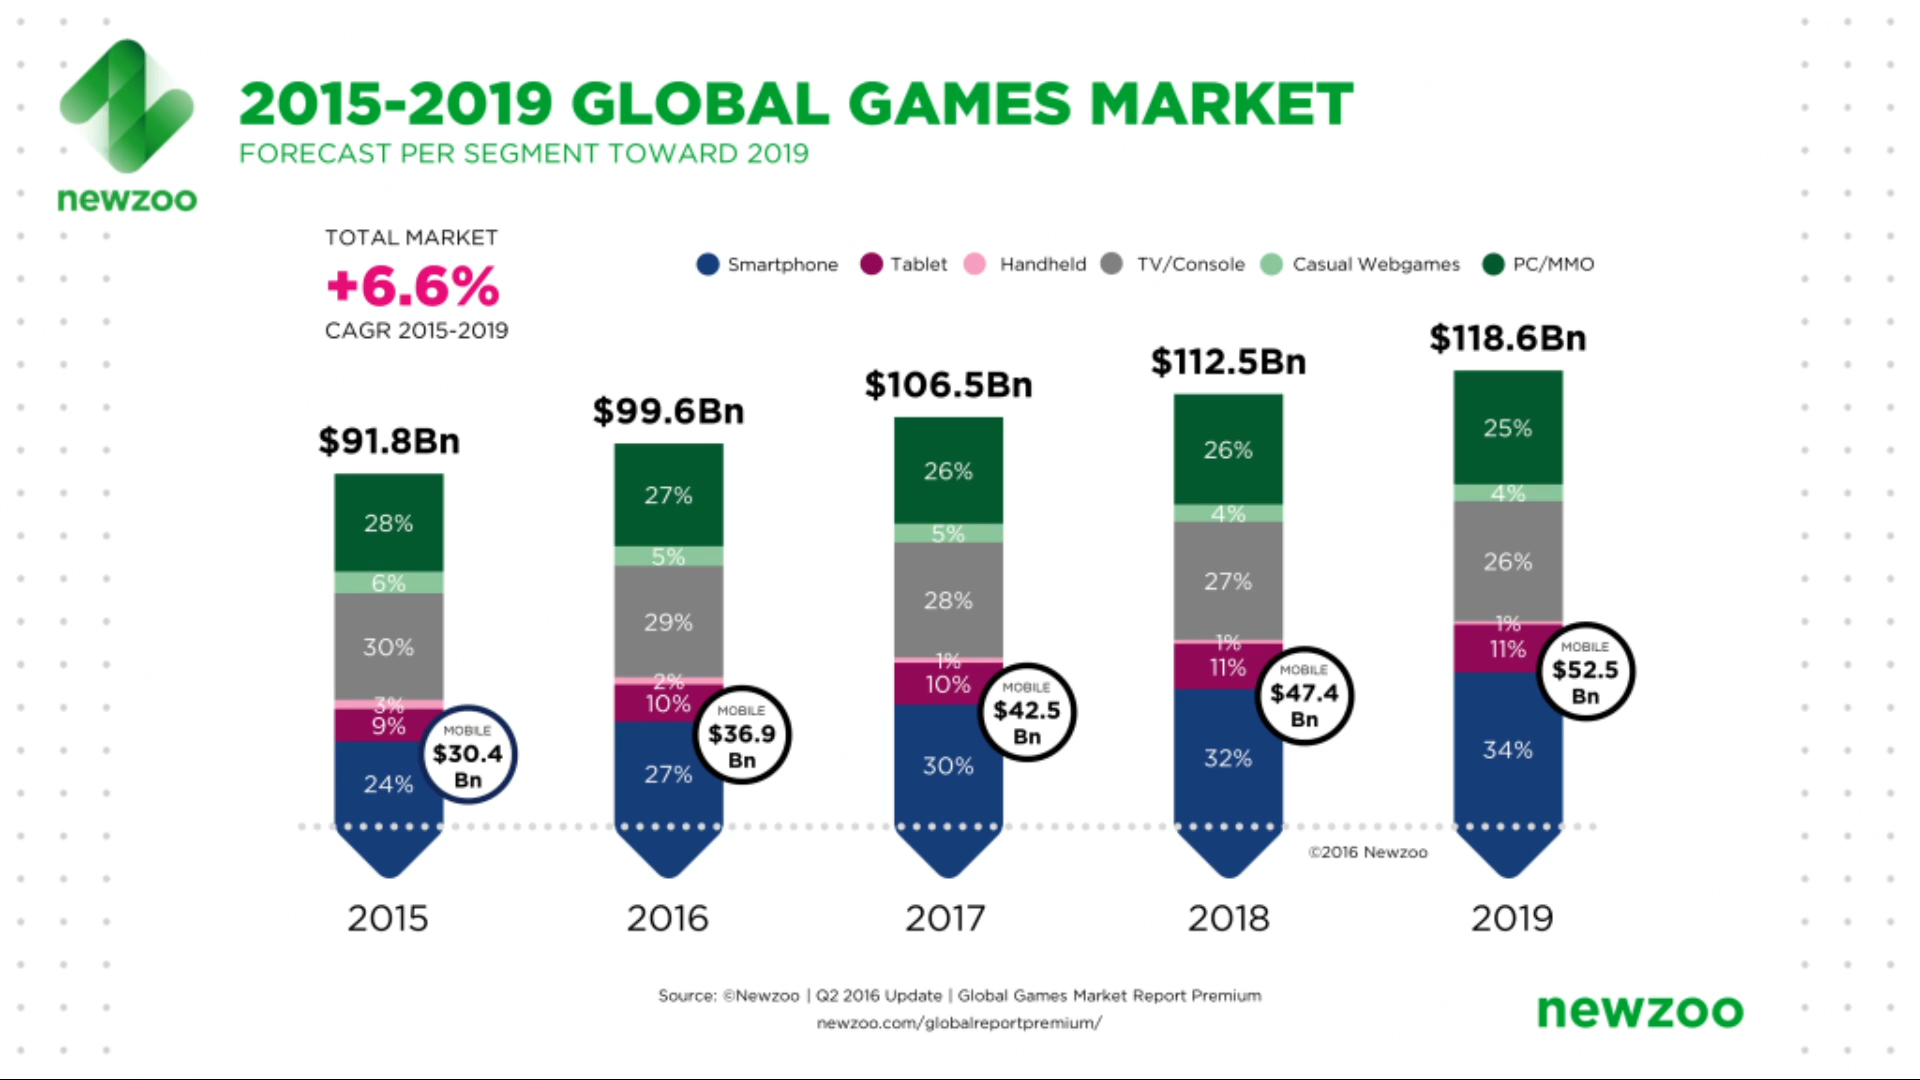 newzoo
2015-2019 GLOBAL GAMES MARKET
FORECAST PER SEGMENT TOWARD 2019
TOTAL MARKET
+6.6%
CAGR 2015-2019
Smartphone Tablet Handheld TV/Console Casual Webgames PC/MMO
$91.8Bn
28%
6%
30%
3%
9%
24%
MOBILE
$30.4
Bn
2015
$99.6Bn
27%
5%
29%
2%
10%
27%
MOBILE
$36.9
Bn
2016
$106.5Bn
26%
5%
28%
1%
10%
30%
MOBILE
$42.5
Bn
2017
$112.5Bn
26%
4%
27%
1%
11%
32%
MOBILE
$47.4
Bn
2018
$118.6Bn
25%
4%
26%
1%
11%
34%
MOBILE
$52.5
Bn
2019
©2016 Newzoo
Source: ©Newzoo | Q2 2016 Update | Global Games Market Report Premium
newzoo.com/globalreportpremium/
newzoo